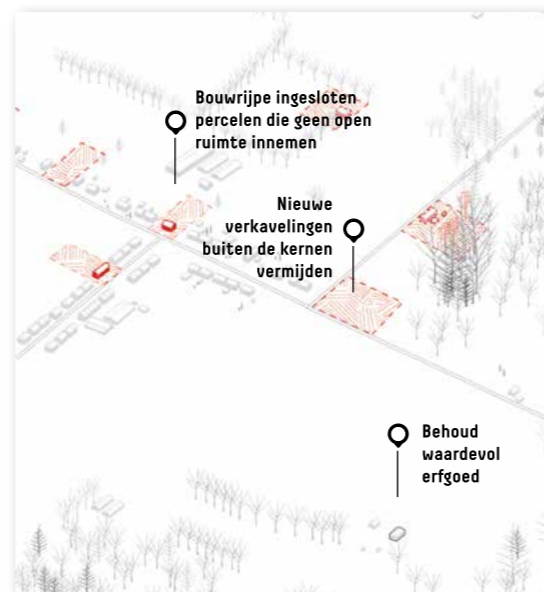 Bouwrijpe ingesloten
percelen die geen open
ruimte innemen
Nieuwe
verkavelingen
buiten de kernen
vermijden
Behoud
waardevol
erfgoed